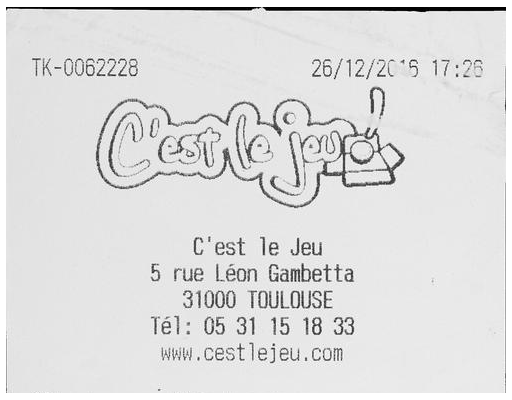 TK-0062228 26/12/2016 17:26
C'est le jeu !
C'est le Jeu
5 rue Léon Gambetta
31000 TOULOUSE
Tél: 05 31 15 18 33
www.cestlejeu.com